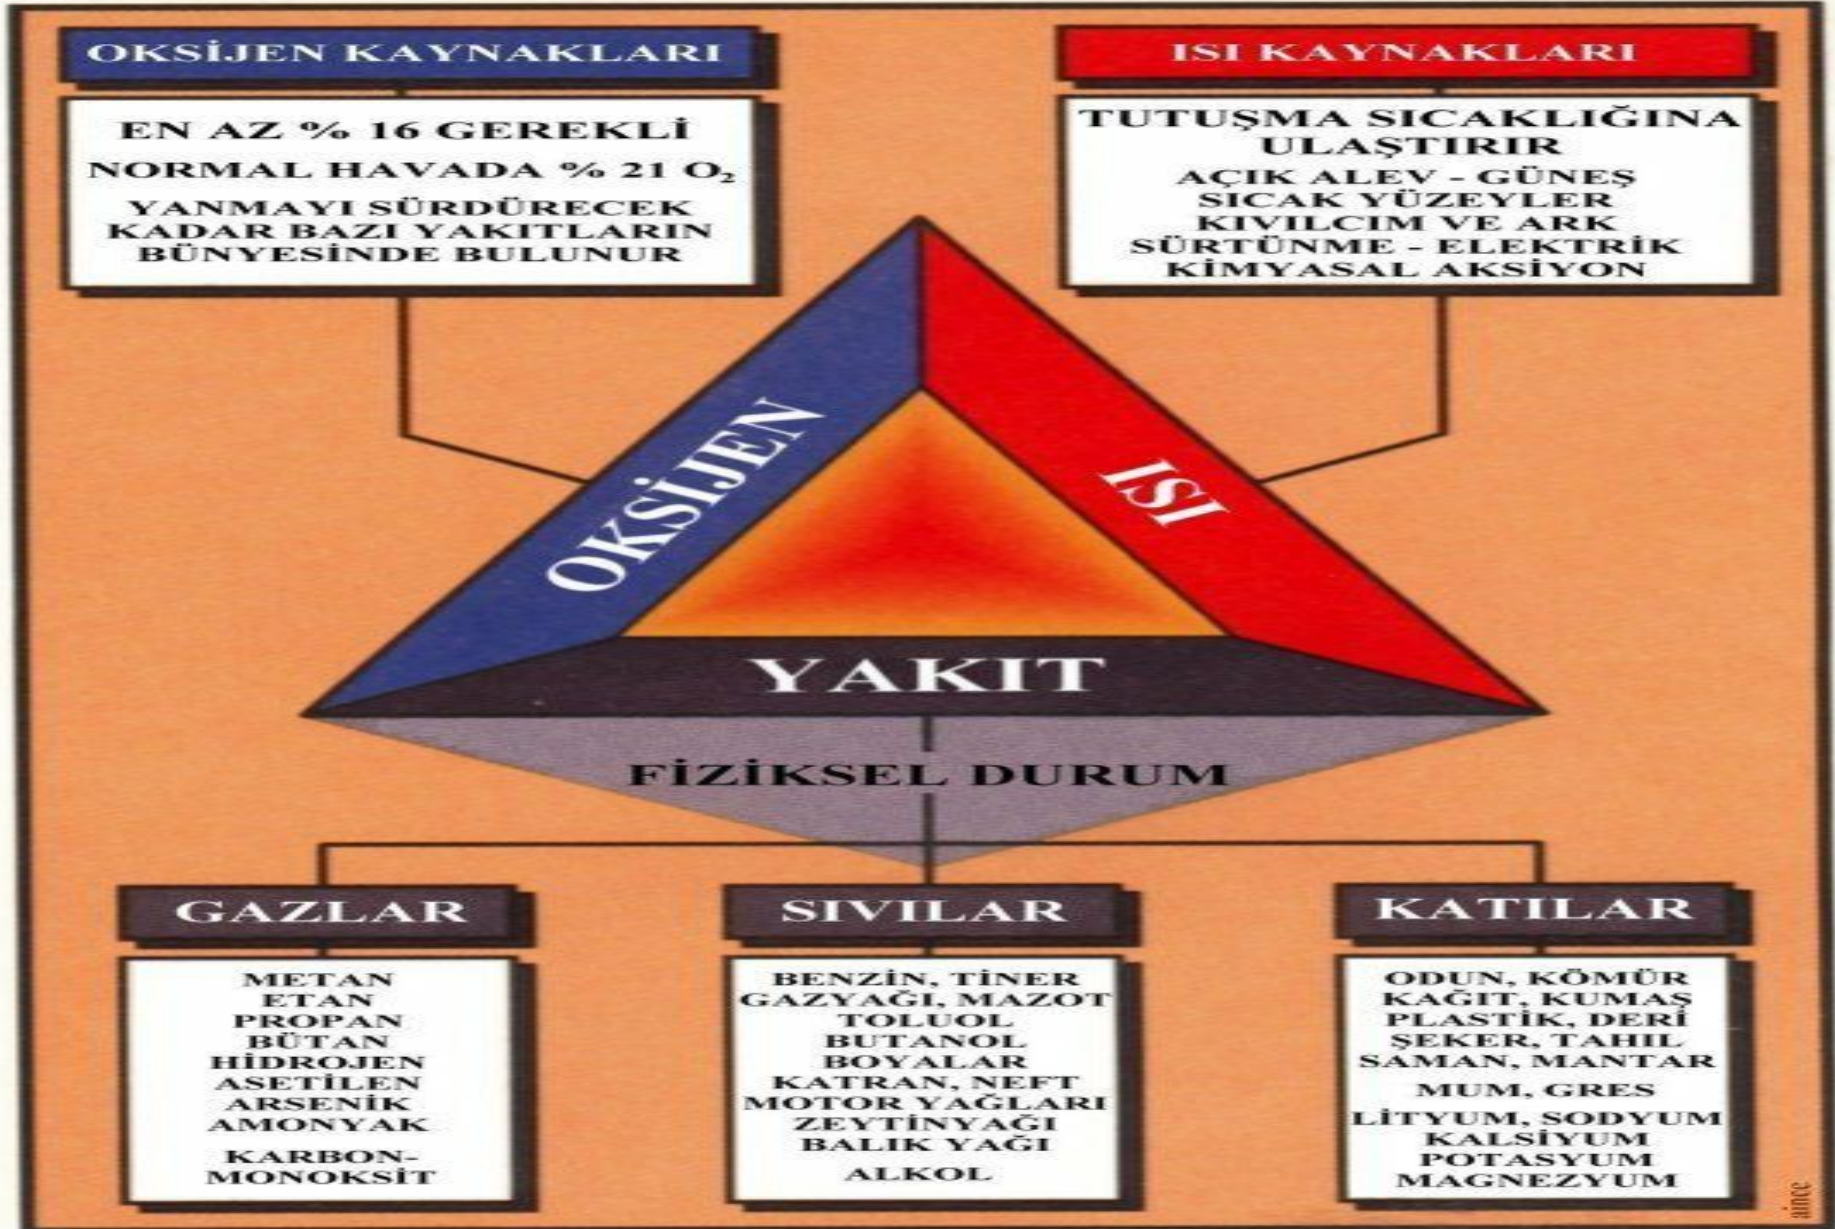 OKSİJEN KAYNAKLARI
EN AZ % 16 GEREKLİ
NORMAL HAVADA % 21 O₂
YANMAYI SÜRDÜRECEK
KADAR BAZI YAKITLARIN
BÜNYESİNDE BULUNUR
ISI KAYNAKLARI
TUTUŞMA SICAKLIĞINA
ULAŞTIRIR
AÇIK ALEV - GÜNEŞ
SICAK YÜZEYLER
KIVILCIM VE ARK
SÜRTÜNME - ELEKTRİK
KİMYASAL AKSİYON
OKSİJEN
ISI
YAKIT
FİZİKSEL DURUM
GAZLAR
METAN
ETAN
PROPAN
BÜTAN
HİDROJEN
ASETİLEN
ARSENİK
AMONYAK
KARBON-
MONOKSİT
SIVILAR
BENZİN, TİNER
GAZYAĞI, MAZOT
TOLUOL
BUTANOL
BOYALAR
KATRAN, NEFT
MOTOR YAĞLARI
ZEYTİNYAĞI
BALIK YAĞI
ALKOL
KATILAR
ODUN, KÖMÜR
KAĞIT, KUMAŞ
PLASTİK, DERİ
ŞEKER, TAHIL
SAMAN, MANTAR
MUM, GRES
LİTYUM, SODYUM
KALSİYUM
POTASYUM
MAGNEZYUM
aince